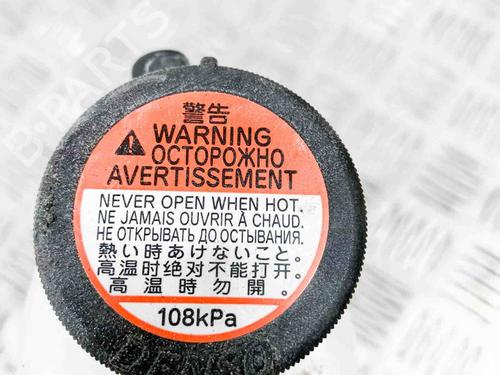 警告
WARNING
ОСТОРОЖНО
AVERTISSEMENT
NEVER OPEN WHEN HOT.
NE JAMAIS OUVRIR À CHAUD.
НЕ ОТКРЫВАТЬ ДО ОСТЫВАНИЯ.
熱い時あけないこと。
高温时绝对不能打开。
高温時勿開。
108kPa
DENSO